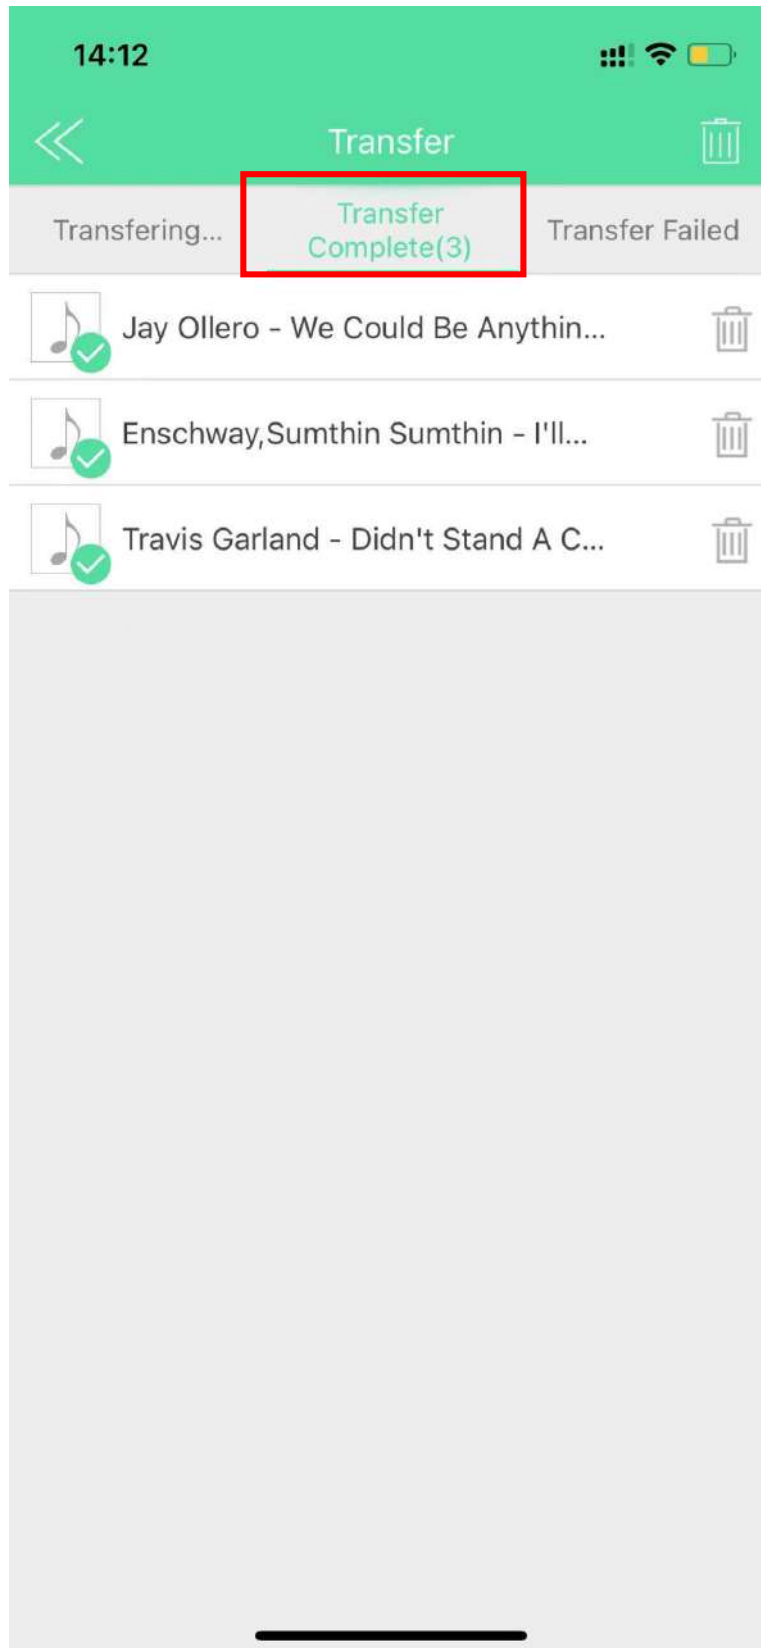 14:12
Transfer
Transfering...
Transfer
Complete(3)
Transfer Failed
Jay Ollero - We Could Be Anythin...
Enschway,Sumthin Sumthin - I'll...
Travis Garland - Didn't Stand A C...